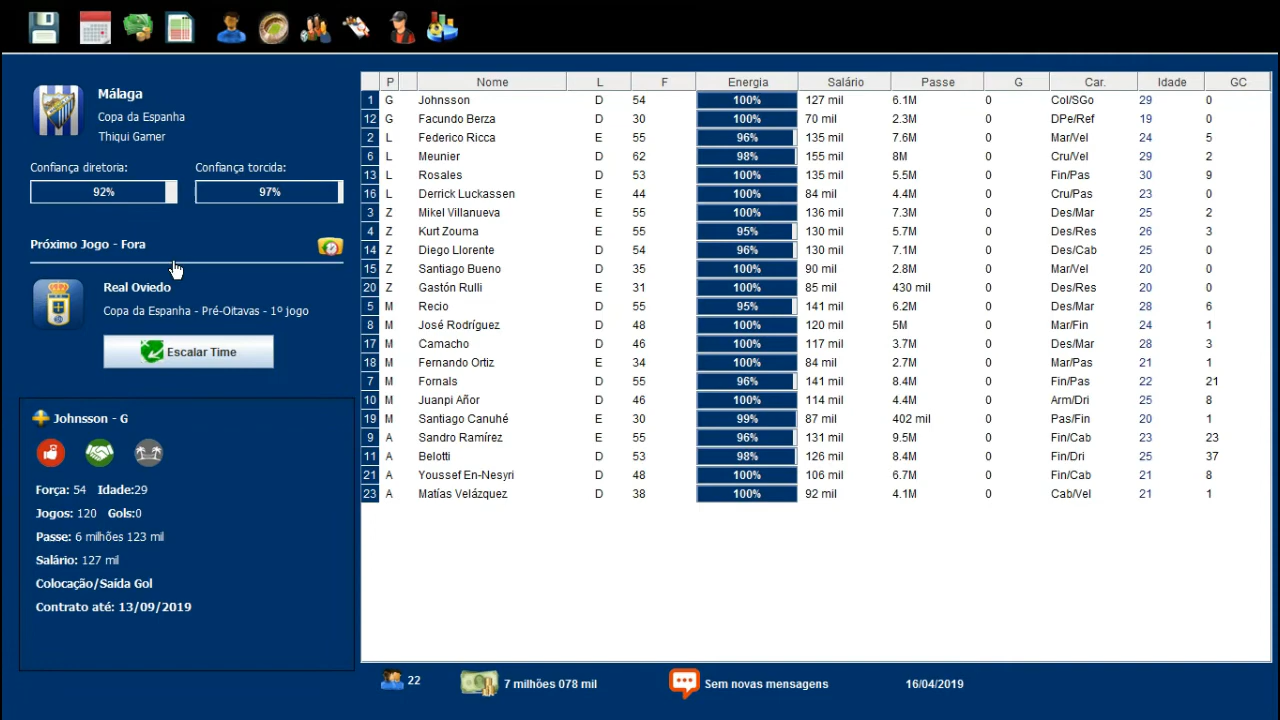 Málaga
Copa da Espanha
Thiqui Gamer
Confiança diretoria: Confiança torcida:
92% 97%
Próximo Jogo - Fora
Real Oviedo
Copa da Espanha - Pré-Oitavas - 1º jogo
Escalar Time
Johnsson - G
Força: 54 Idade:29
Jogos: 120 Gols:0
Passe: 6 milhões 123 mil
Salário: 127 mil
Colocação/Saída Gol
Contrato até: 13/09/2019
P Nome L F Energia Salário Passe G Car. Idade GC
1 G Johnsson D 54 100% 127 mil 6.1M 0 Col/SGo 29 0
12 G Facundo Berza D 30 100% 70 mil 2.3M 0 DPe/Ref 19 0
2 L Federico Ricca E 55 96% 135 mil 7.6M 0 Mar/Vel 24 5
6 L Meunier D 62 98% 155 mil 8M 0 Cru/Vel 29 2
13 L Rosales D 53 100% 135 mil 5.5M 0 Fin/Pas 30 9
16 L Derrick Luckassen E 44 100% 84 mil 4.4M 0 Cru/Pas 23 0
3 Z Mikel Villanueva E 55 100% 136 mil 7.3M 0 Des/Mar 25 2
4 Z Kurt Zouma E 55 95% 130 mil 5.7M 0 Des/Res 26 3
14 Z Diego Llorente D 54 96% 130 mil 7.1M 0 Des/Cab 25 0
15 Z Santiago Bueno D 35 100% 90 mil 2.8M 0 Mar/Vel 20 0
20 Z Gastón Rulli E 31 100% 85 mil 430 mil 0 Des/Res 20 0
5 M Recio D 55 95% 141 mil 6.2M 0 Des/Mar 28 6
8 M José Rodríguez D 48 100% 120 mil 5M 0 Mar/Fin 24 1
17 M Camacho D 46 100% 117 mil 3.7M 0 Des/Mar 28 3
18 M Fernando Ortiz E 34 100% 84 mil 2.7M 0 Mar/Pas 21 1
7 M Fornals D 55 96% 141 mil 8.4M 0 Fin/Pas 22 21
10 M Juanpi Añor D 46 100% 114 mil 4.4M 0 Arm/Dri 25 8
19 M Santiago Canuhé E 30 99% 87 mil 402 mil 0 Pas/Fin 20 1
9 A Sandro Ramírez E 55 96% 131 mil 9.5M 0 Fin/Cab 23 23
11 A Belotti D 53 98% 126 mil 8.4M 0 Fin/Dri 25 37
21 A Youssef En-Nesyri D 48 100% 106 mil 6.7M 0 Fin/Cab 21 8
23 A Matías Velázquez D 38 100% 92 mil 4.1M 0 Cab/Vel 21 1
22 7 milhões 078 mil Sem novas mensagens 16/04/2019